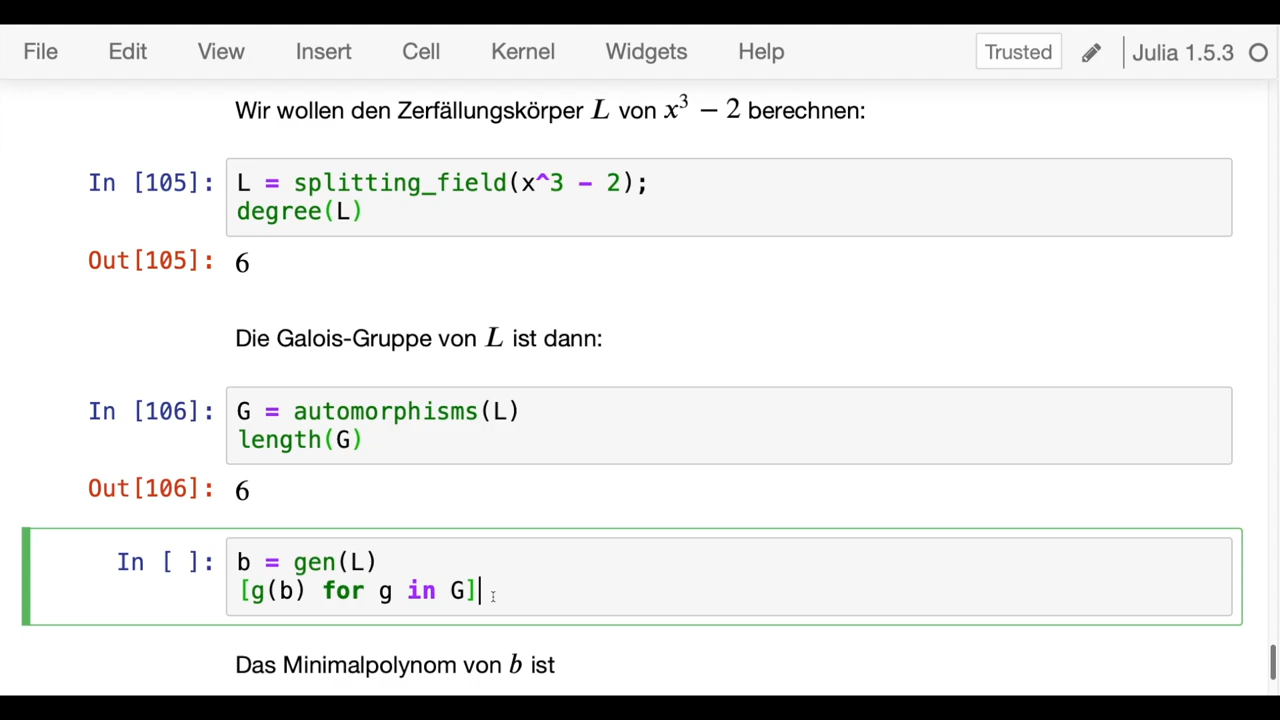 File Edit View Insert Cell Kernel Widgets Help Trusted Julia 1.5.3
Wir wollen den Zerfällungskörper L von x³ − 2 berechnen:
In [105]: L = splitting_field(x^3 - 2);
degree(L)
Out[105]: 6
Die Galois-Gruppe von L ist dann:
In [106]: G = automorphisms(L)
length(G)
Out[106]: 6
In [ ]: b = gen(L)
[g(b) for g in G]
Das Minimalpolynom von b ist